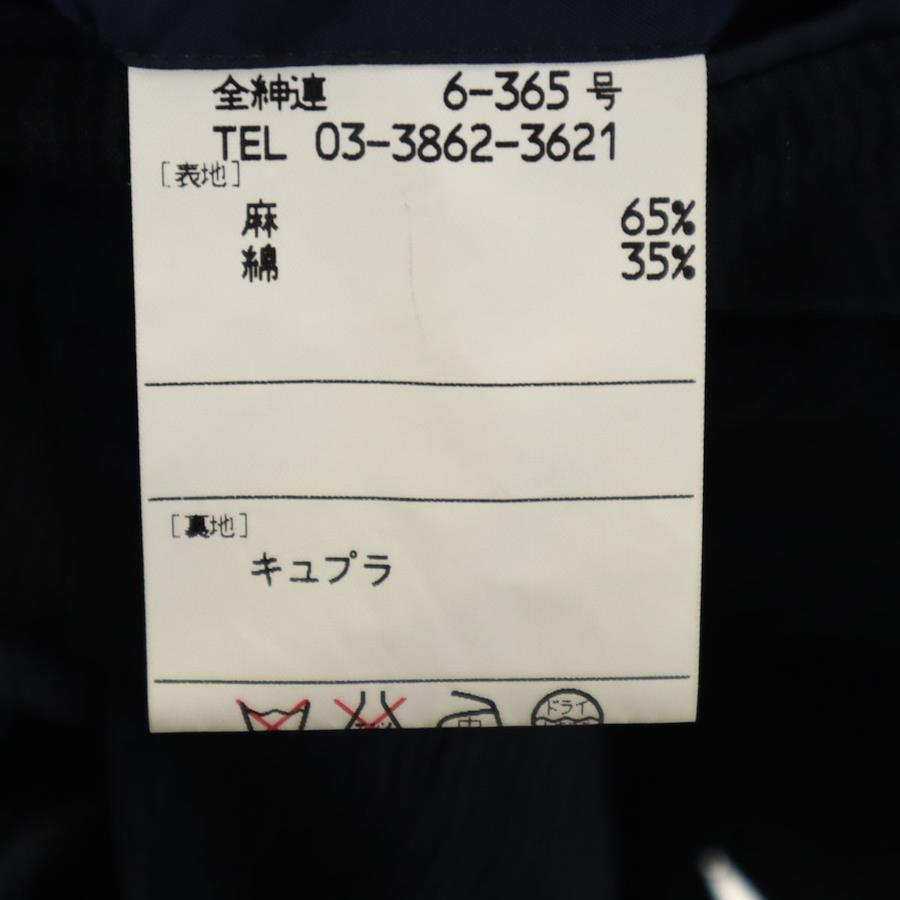 全紳連 6-365 号
TEL 03-3862-3621
[表地]
麻 65%
綿 35%
[裏地]
キュプラ
中 ドライ